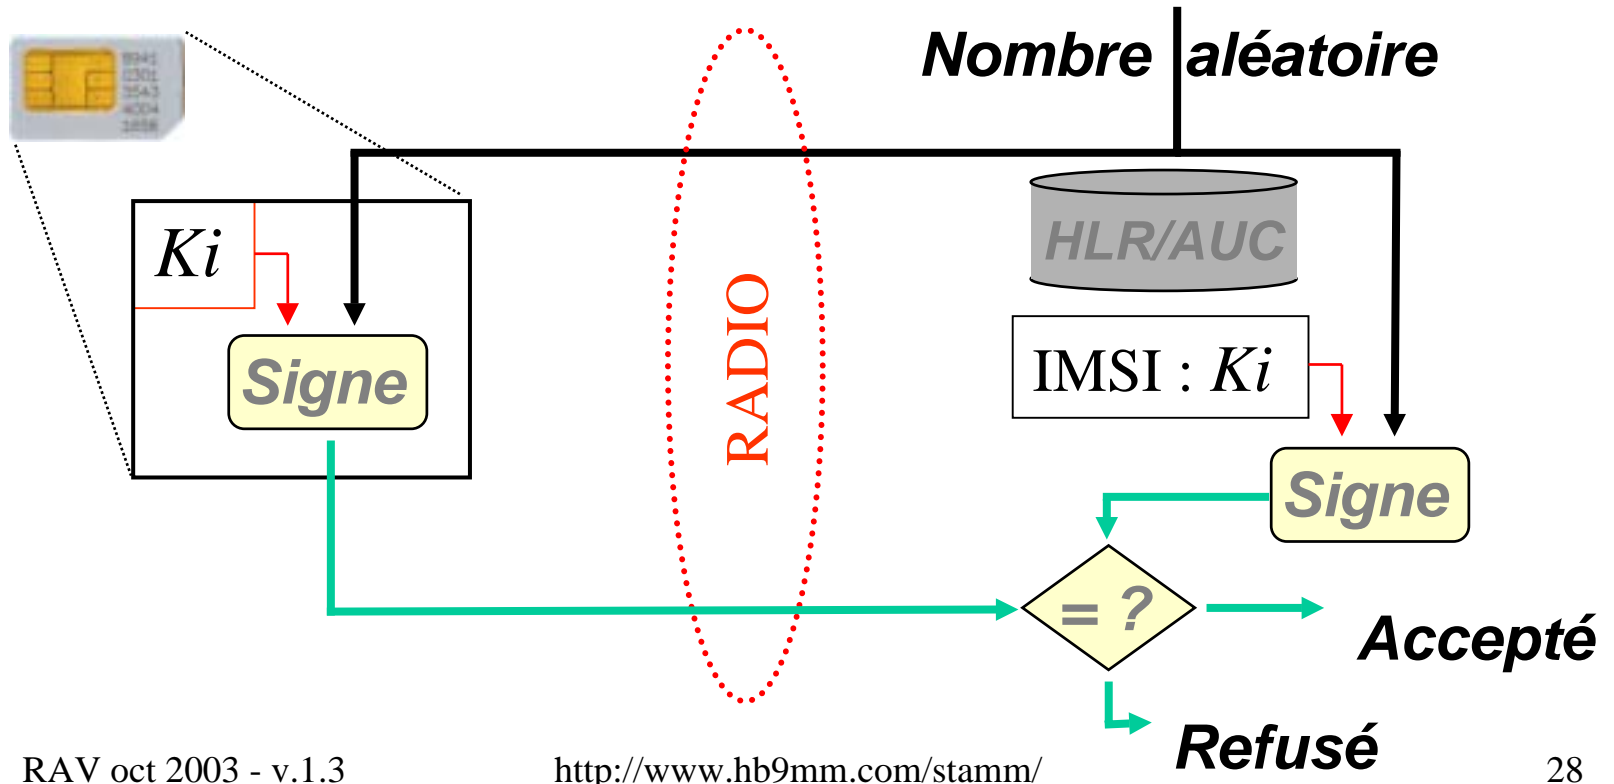 Nombre aléatoire
HLR/AUC
Ki
RADIO
IMSI : Ki
Signe
Signe
= ?
Accepté
Refusé
RAV oct 2003 - v.1.3
http://www.hb9mm.com/stamm/
28